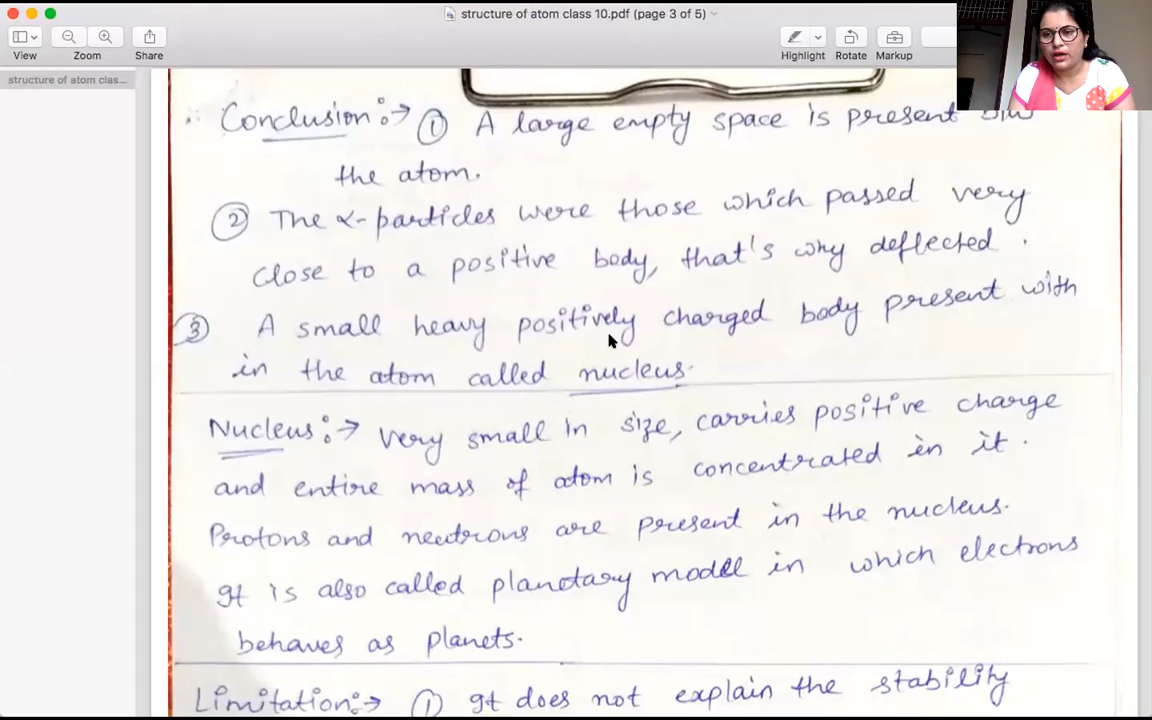 structure of atom class 10.pdf (page 3 of 5)
View
Zoom
Share
Highlight
Rotate
Markup
structure of atom clas...
Conclusion :→ ① A large empty space is present
the atom.
② The α-particles were those which passed very
close to a positive body, that's why deflected.
③ A small heavy positively charged body present with
in the atom called nucleus.
Nucleus :→ Very small in size, carries positive charge
and entire mass of atom is concentrated in it.
Protons and neutrons are present in the nucleus.
It is also called planetary model in which electrons
behaves as planets.
Limitation :→ ① It does not explain the stability